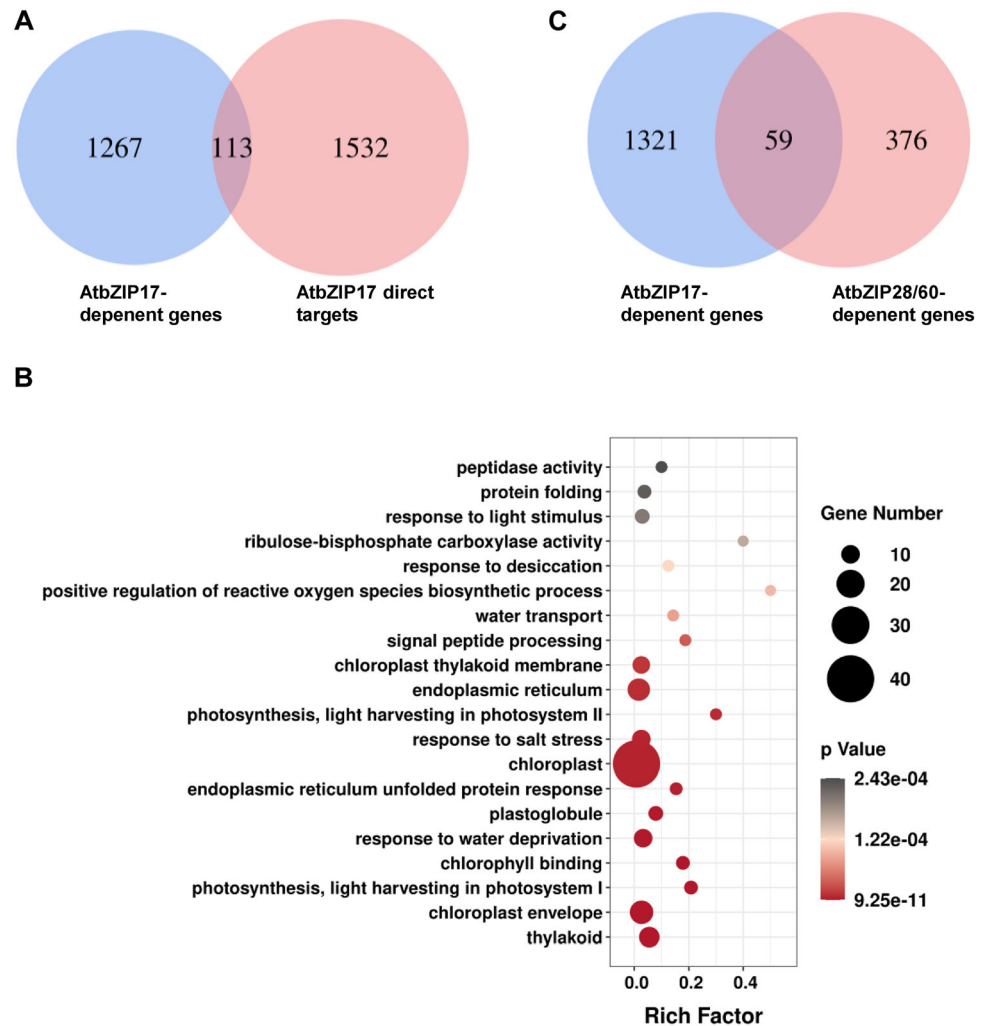 A
C
1267
113
1532
1321
59
376
AtbZIP17-
depenent genes
AtbZIP17 direct
targets
AtbZIP17-
depenent genes
AtbZIP28/60-
depenent genes
B
peptidase activity
protein folding
response to light stimulus
ribulose-bisphosphate carboxylase activity
response to desiccation
positive regulation of reactive oxygen species biosynthetic process
water transport
signal peptide processing
chloroplast thylakoid membrane
endoplasmic reticulum
photosynthesis, light harvesting in photosystem II
response to salt stress
chloroplast
endoplasmic reticulum unfolded protein response
plastoglobule
response to water deprivation
chlorophyll binding
photosynthesis, light harvesting in photosystem I
chloroplast envelope
thylakoid
0.0
0.2
0.4
Rich Factor
Gene Number
10
20
30
40
p Value
2.43e-04
1.22e-04
9.25e-11